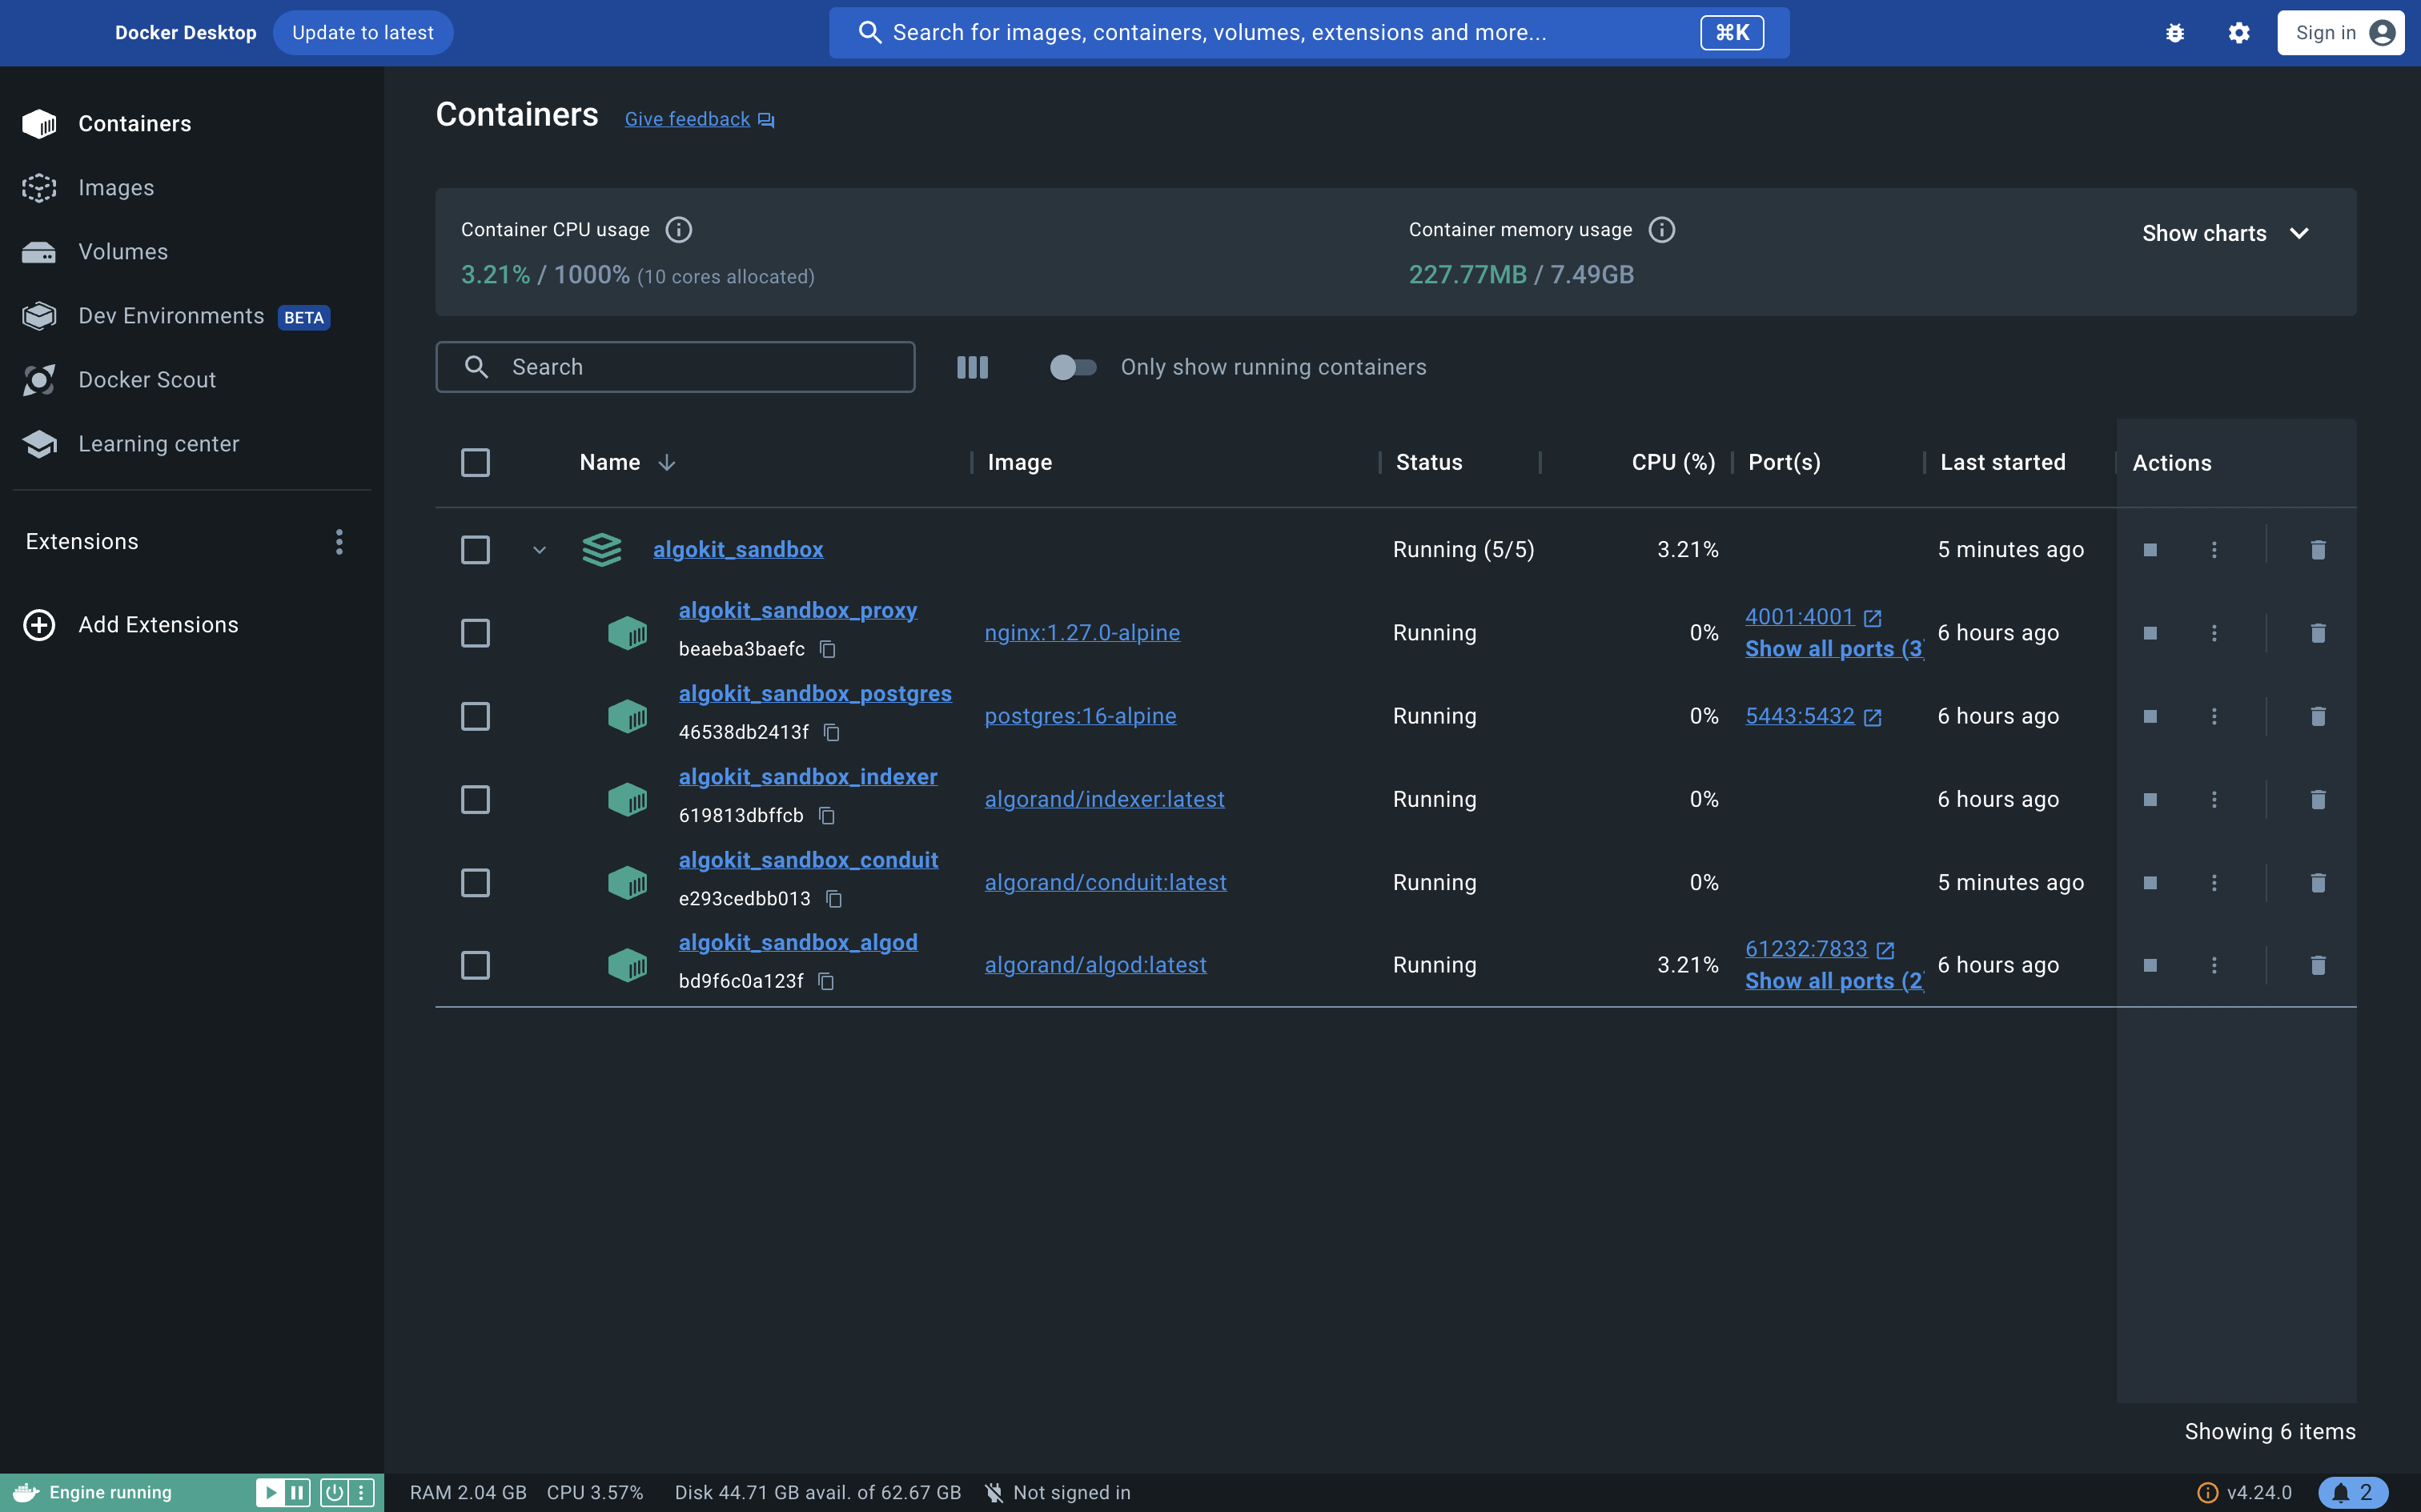 Docker Desktop
Update to latest
Search for images, containers, volumes, extensions and more...
⌘K
Sign in
Containers
Images
Volumes
Dev Environments BETA
Docker Scout
Learning center
Extensions
Add Extensions
Containers
Give feedback
Container CPU usage
3.21% / 1000% (10 cores allocated)
Container memory usage
227.77MB / 7.49GB
Show charts
Search
Only show running containers
Name Image Status CPU (%) Port(s) Last started Actions
algokit_sandbox Running (5/5) 3.21% 5 minutes ago
algokit_sandbox_proxy
beaeba3baefc
nginx:1.27.0-alpine Running 0%
4001:4001
Show all ports (3
6 hours ago
algokit_sandbox_postgres
46538db2413f
postgres:16-alpine Running 0% 5443:5432 6 hours ago
algokit_sandbox_indexer
619813dbffcb
algorand/indexer:latest Running 0% 6 hours ago
algokit_sandbox_conduit
e293cedbb013
algorand/conduit:latest Running 0% 5 minutes ago
algokit_sandbox_algod
bd9f6c0a123f
algorand/algod:latest Running 3.21%
61232:7833
Show all ports (2
6 hours ago
Showing 6 items
Engine running
RAM 2.04 GB CPU 3.57% Disk 44.71 GB avail. of 62.67 GB Not signed in
v4.24.0
2